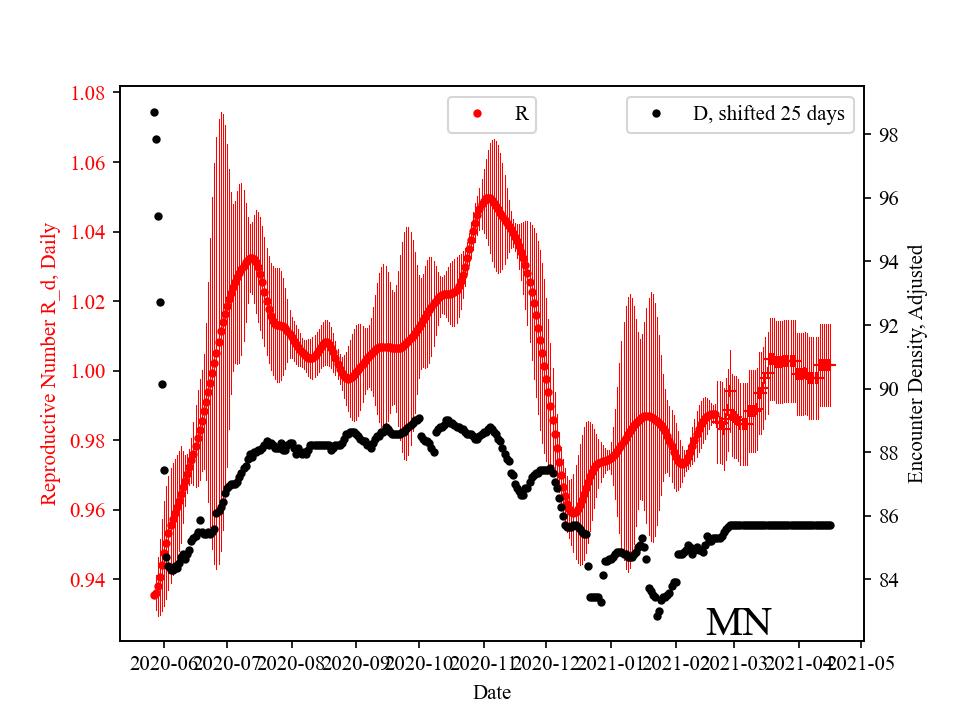 R
D, shifted 25 days
1.08
1.06
1.04
1.02
1.00
0.98
0.96
0.94
Reproductive Number R_d, Daily
98
96
94
92
90
88
86
84
Encounter Density, Adjusted
MN
2020-06 2020-07 2020-08 2020-09 2020-10 2020-11 2020-12 2021-01 2021-02 2021-03 2021-04 2021-05
Date